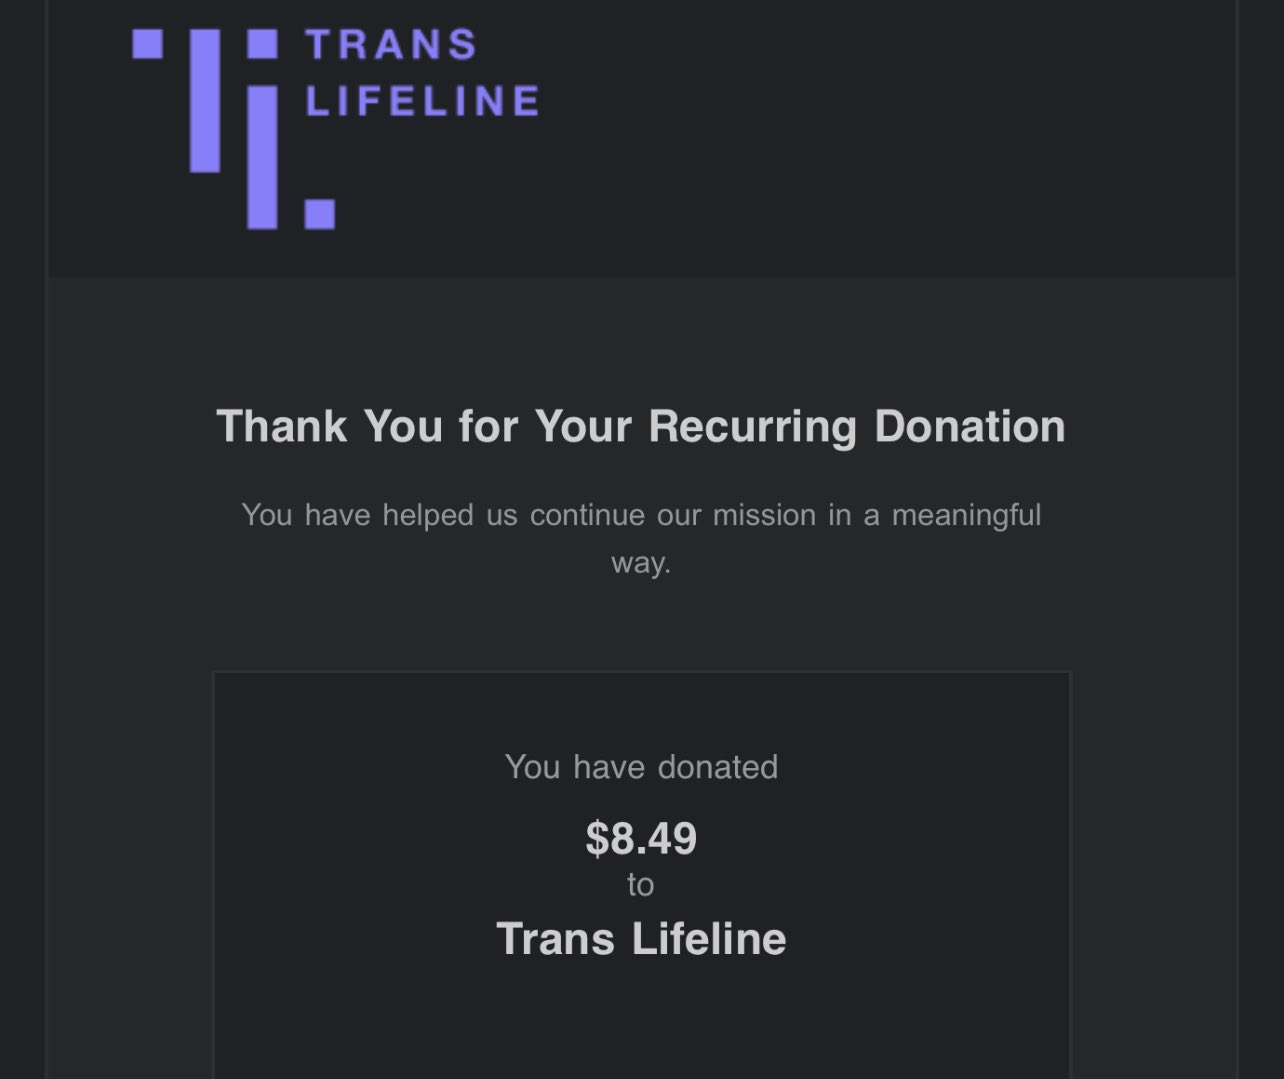 TRANS
LIFELINE
Thank You for Your Recurring Donation
You have helped us continue our mission in a meaningful
way.
You have donated
$8.49
to
Trans Lifeline